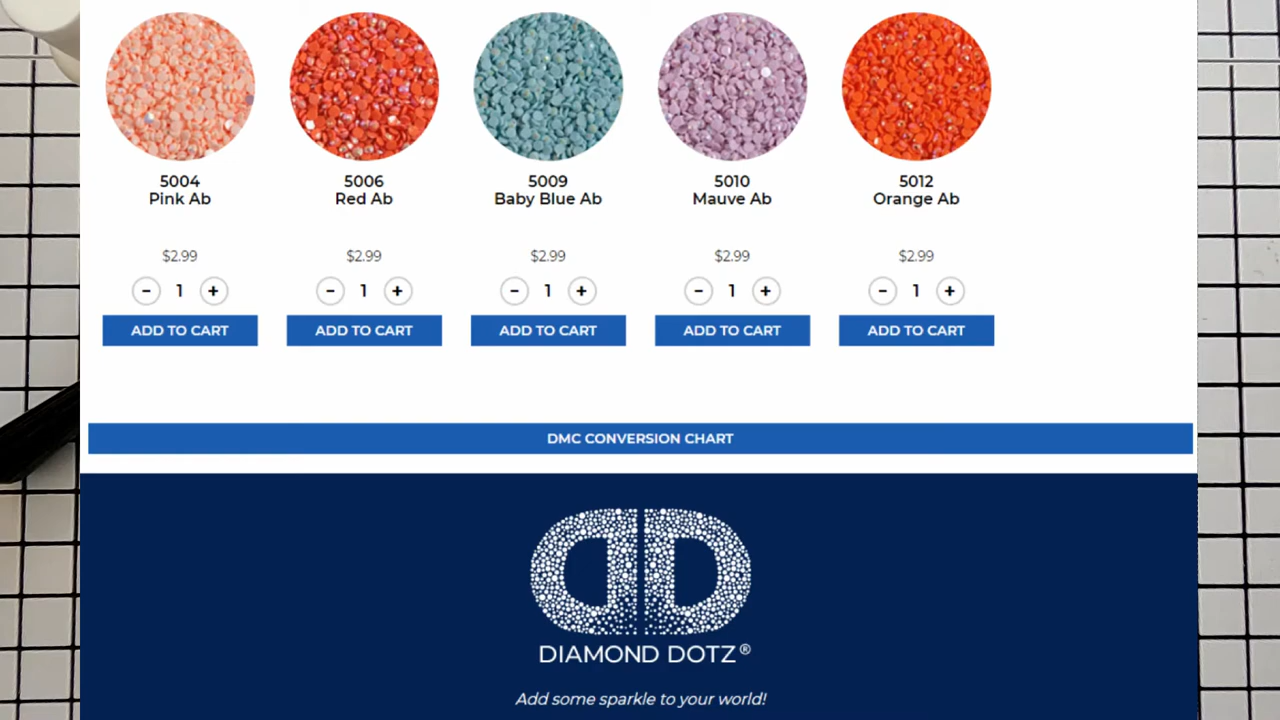 5004
Pink Ab
$2.99
− 1 +
ADD TO CART
5006
Red Ab
$2.99
− 1 +
ADD TO CART
5009
Baby Blue Ab
$2.99
− 1 +
ADD TO CART
5010
Mauve Ab
$2.99
− 1 +
ADD TO CART
5012
Orange Ab
$2.99
− 1 +
ADD TO CART
DMC CONVERSION CHART
DIAMOND DOTZ®
Add some sparkle to your world!